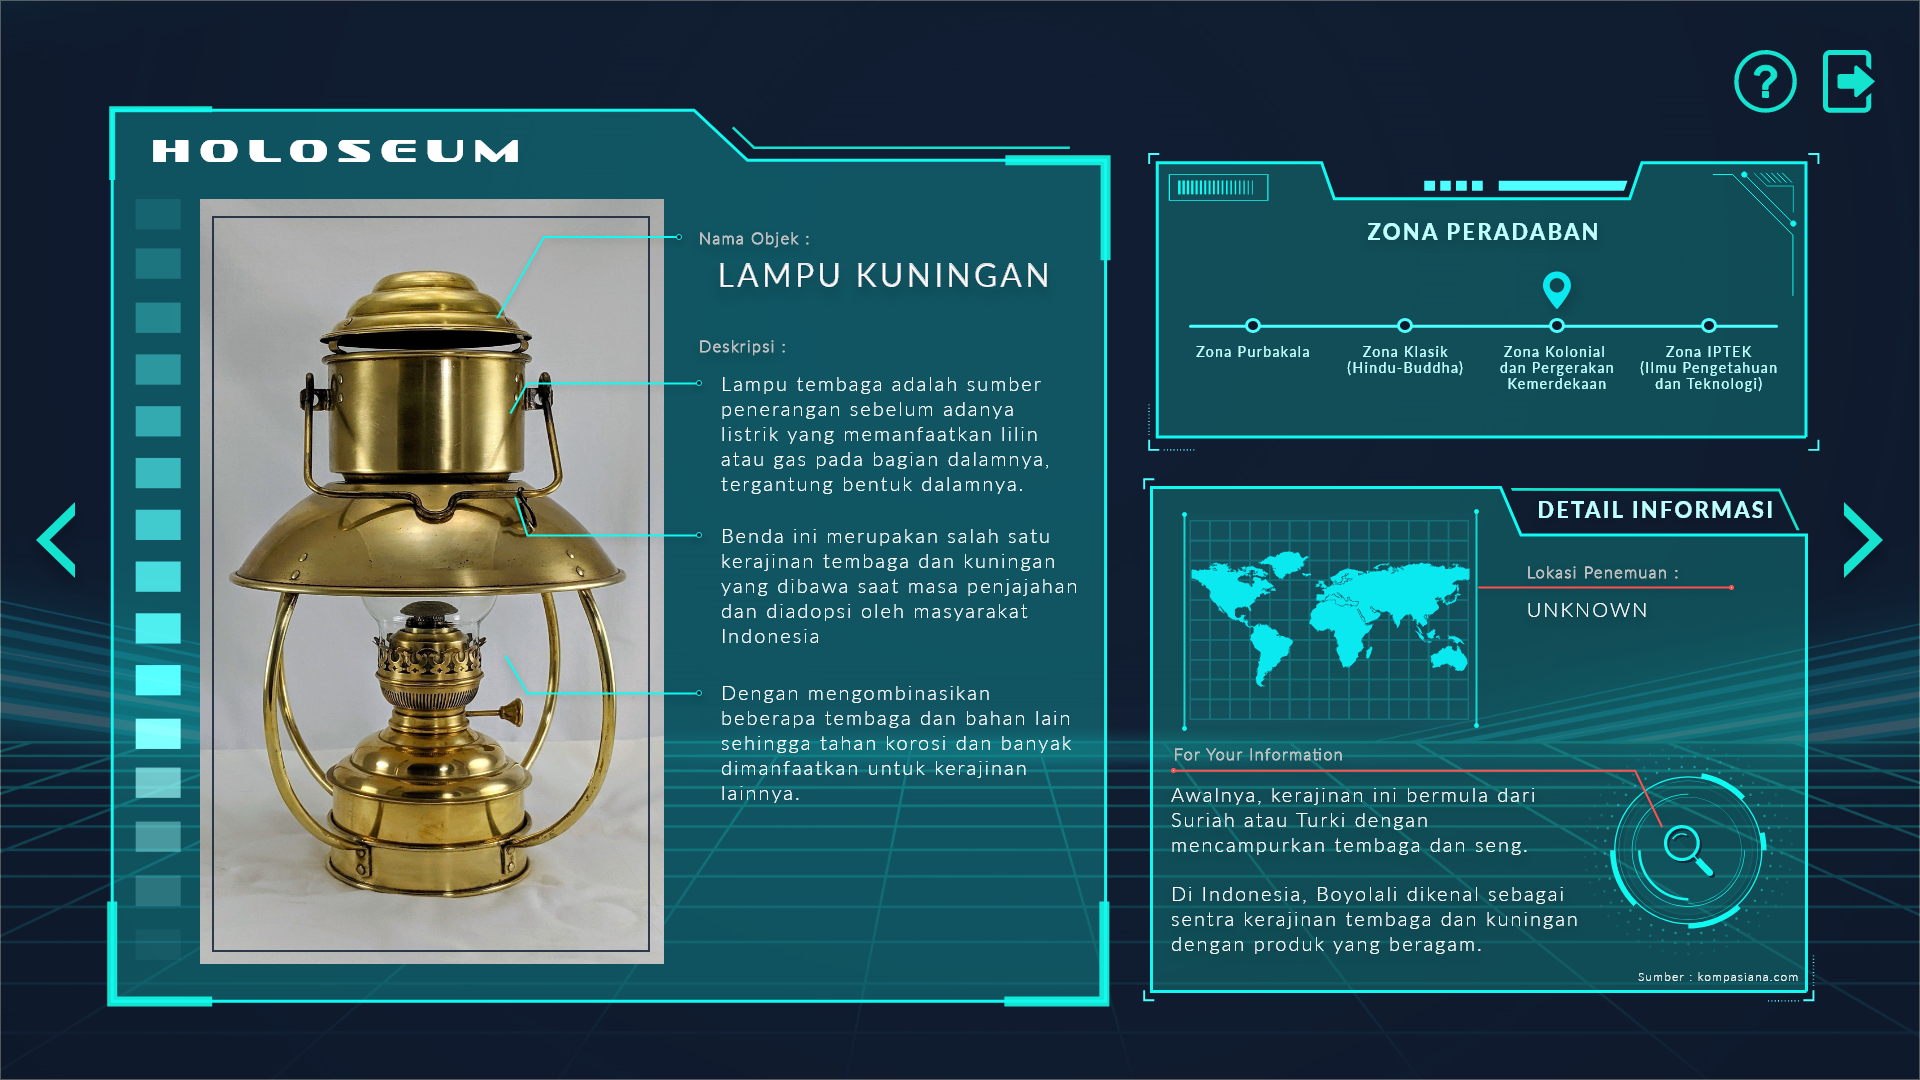 HOLOSEUM
Nama Objek :
LAMPU KUNINGAN
Deskripsi :
Lampu tembaga adalah sumber
penerangan sebelum adanya
listrik yang memanfaatkan lilin
atau gas pada bagian dalamnya,
tergantung bentuk dalamnya.
Benda ini merupakan salah satu
kerajinan tembaga dan kuningan
yang dibawa saat masa penjajahan
dan diadopsi oleh masyarakat
Indonesia
Dengan mengombinasikan
beberapa tembaga dan bahan lain
sehingga tahan korosi dan banyak
dimanfaatkan untuk kerajinan
lainnya.
?
ZONA PERADABAN
Zona Purbakala
Zona Klasik
(Hindu-Buddha)
Zona Kolonial
dan Pergerakan
Kemerdekaan
Zona IPTEK
(Ilmu Pengetahuan
dan Teknologi)
DETAIL INFORMASI
Lokasi Penemuan :
UNKNOWN
For Your Information
Awalnya, kerajinan ini bermula dari
Suriah atau Turki dengan
mencampurkan tembaga dan seng.
Di Indonesia, Boyolali dikenal sebagai
sentra kerajinan tembaga dan kuningan
dengan produk yang beragam.
Sumber : kompasiana.com